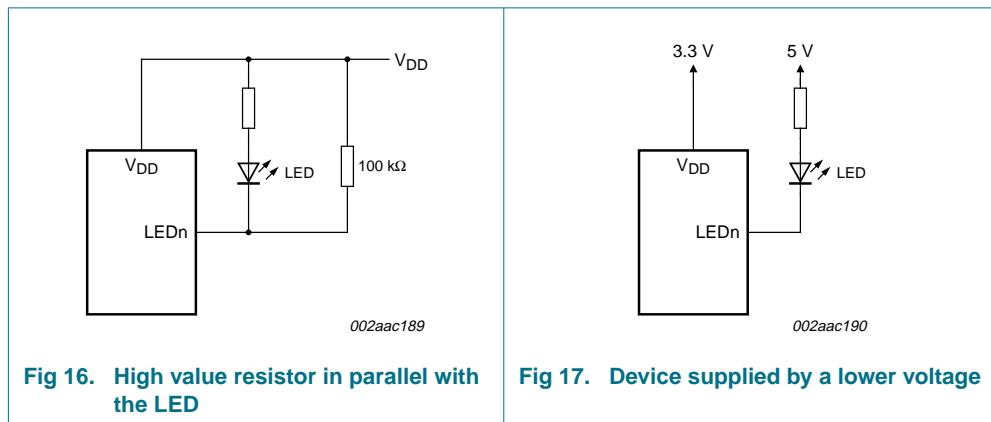 V_DD
V_DD
LED
100 kΩ
LEDn
002aac189
Fig 16. High value resistor in parallel with
the LED
3.3 V
5 V
V_DD
LED
LEDn
002aac190
Fig 17. Device supplied by a lower voltage